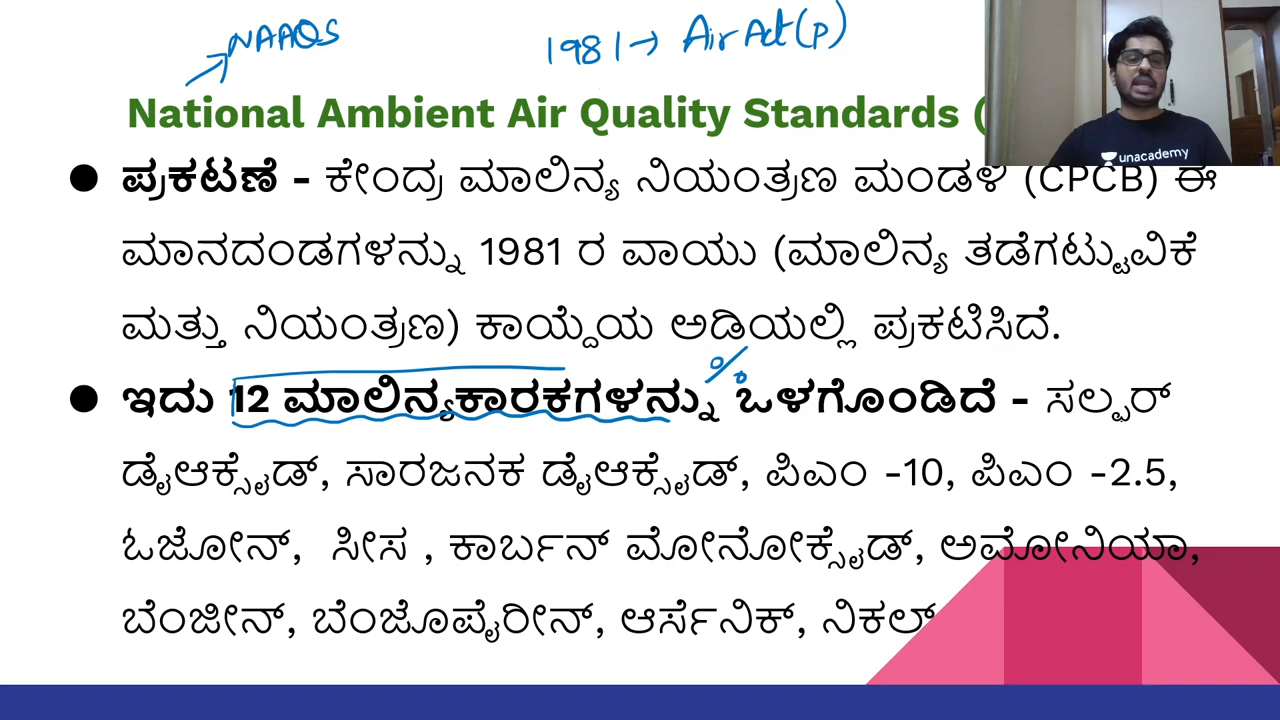 NAAQS
1981 → Air Act (P)
National Ambient Air Quality Standards (
unacademy
● ಪ್ರಕಟಣೆ - ಕೇಂದ್ರ ಮಾಲಿನ್ಯ ನಿಯಂತ್ರಣ ಮಂಡಳಿ (CPCB) ಈ
ಮಾನದಂಡಗಳನ್ನು 1981 ರ ವಾಯು (ಮಾಲಿನ್ಯ ತಡೆಗಟ್ಟುವಿಕೆ
ಮತ್ತು ನಿಯಂತ್ರಣ) ಕಾಯ್ದೆಯ ಅಡಿಯಲ್ಲಿ ಪ್ರಕಟಿಸಿದೆ.
● ಇದು 12 ಮಾಲಿನ್ಯಕಾರಕಗಳನ್ನು ಒಳಗೊಂಡಿದೆ - ಸಲ್ಫರ್
ಡೈಆಕ್ಸೈಡ್, ಸಾರಜನಕ ಡೈಆಕ್ಸೈಡ್, ಪಿಎಂ -10, ಪಿಎಂ -2.5,
ಓಜೋನ್, ಸೀಸ , ಕಾರ್ಬನ್ ಮೋನೋಕ್ಸೈಡ್, ಅಮೋನಿಯಾ,
ಬೆಂಜೀನ್, ಬೆಂಜೊಪೈರೀನ್, ಆರ್ಸೆನಿಕ್, ನಿಕಲ್